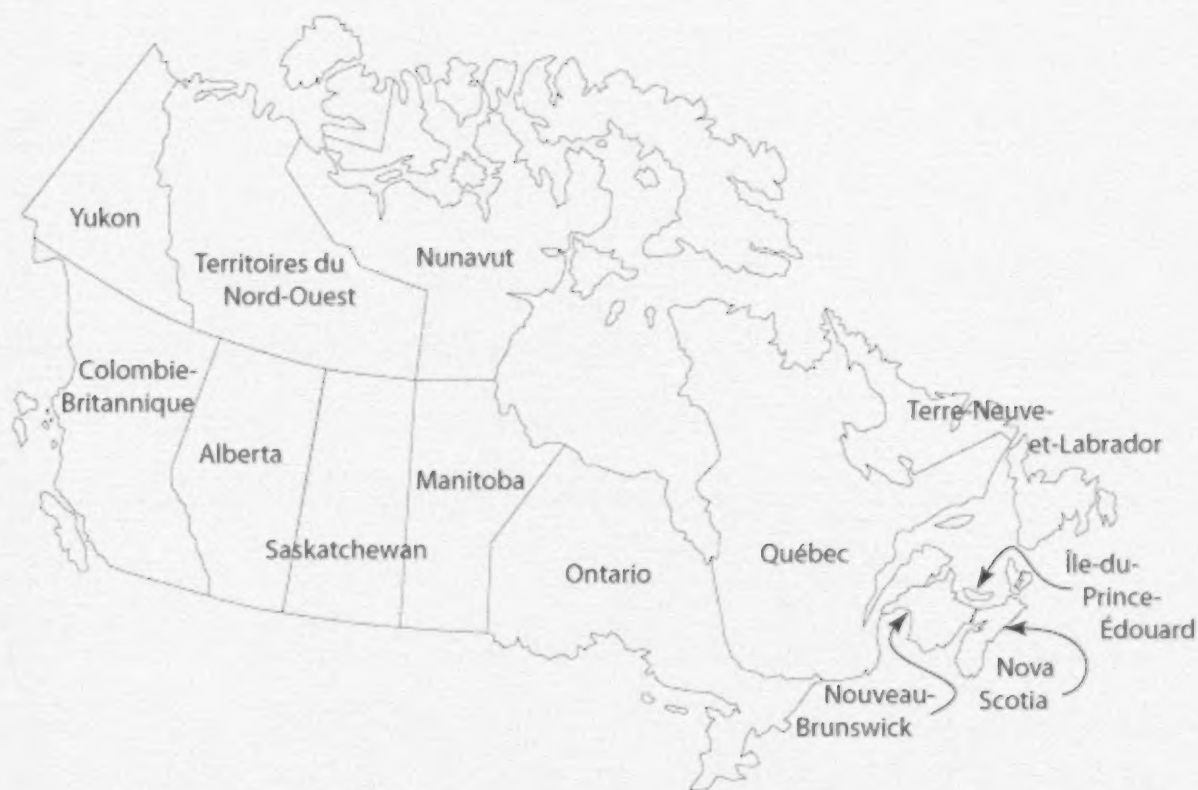 Yukon
Territoires du
Nord-Ouest
Nunavut
Colombie-
Britannique
Alberta
Saskatchewan
Manitoba
Ontario
Québec
Terre-Neuve-
et-Labrador
Île-du-
Prince-
Édouard
Nova
Scotia
Nouveau-
Brunswick